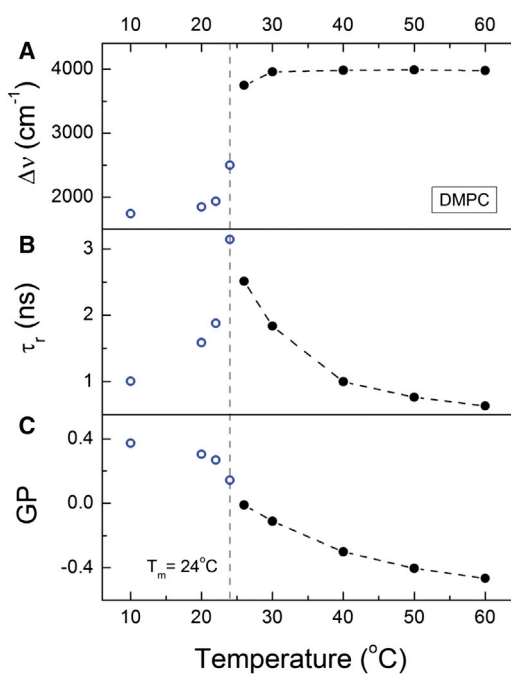 10 20 30 40 50 60
A
4000
3000
2000
Δν (cm⁻¹)
DMPC
B
3
2
1
τᵣ (ns)
C
0.4
0.0
-0.4
GP
Tₘ= 24°C
10 20 30 40 50 60
Temperature (°C)